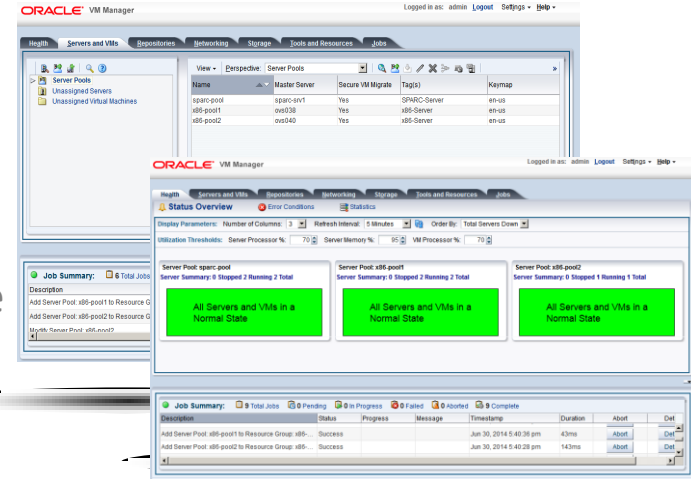 ORACLE VM Manager
Logged in as: admin Logout Settings Help
Health Servers and VMs Repositories Networking Storage Tools and Resources Jobs
Server Pools
Unassigned Servers
Unassigned Virtual Machines
View Perspective: Server Pools »
Name Master Server Secure VM Migrate Tag(s) Keymap
sparc-pool sparc-srv1 Yes SPARC-Server en-us
x86-pool1 ovs038 Yes x86-Server en-us
x86-pool2 ovs040 Yes x86-Server en-us
Job Summary: 6 Total Jobs
Description
Add Server Pool: x86-pool1 to Resource G
Add Server Pool: x86-pool2 to Resource G
Modify Server Pool: x86-pool2
ORACLE VM Manager
Logged in as: admin Logout Settings Help
Health Servers and VMs Repositories Networking Storage Tools and Resources Jobs
Status Overview Error Conditions Statistics
Display Parameters: Number of Columns: 3 Refresh Interval: 5 Minutes Order By: Total Servers Down
Utilization Thresholds: Server Processor %: 70 Server Memory %: 95 VM Processor %: 70
Server Pool: sparc-pool
Server Summary: 0 Stopped 2 Running 2 Total
All Servers and VMs in a
Normal State
Server Pool: x86-pool1
Server Summary: 0 Stopped 2 Running 2 Total
All Servers and VMs in a
Normal State
Server Pool: x86-pool2
Server Summary: 0 Stopped 1 Running 1 Total
All Servers and VMs in a
Normal State
Job Summary: 9 Total Jobs 0 Pending 0 In Progress 0 Failed 0 Aborted 9 Complete
Description Status Progress Message Timestamp Duration Abort Det
Add Server Pool: x86-pool1 to Resource Group: x86-... Success Jun 30, 2014 5:40:36 pm 43ms Abort Det
Add Server Pool: x86-pool2 to Resource Group: x86-... Success Jun 30, 2014 5:40:28 pm 143ms Abort Det